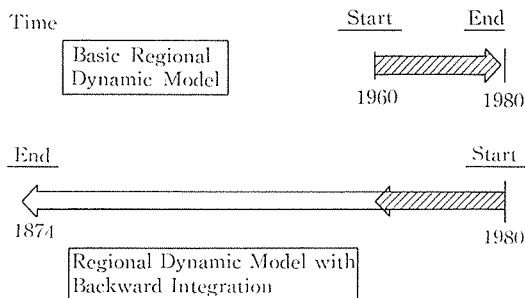 Time
Start End
Basic Regional
Dynamic Model
1960 1980
End Start
1874 1980
Regional Dynamic Model with
Backward Integration